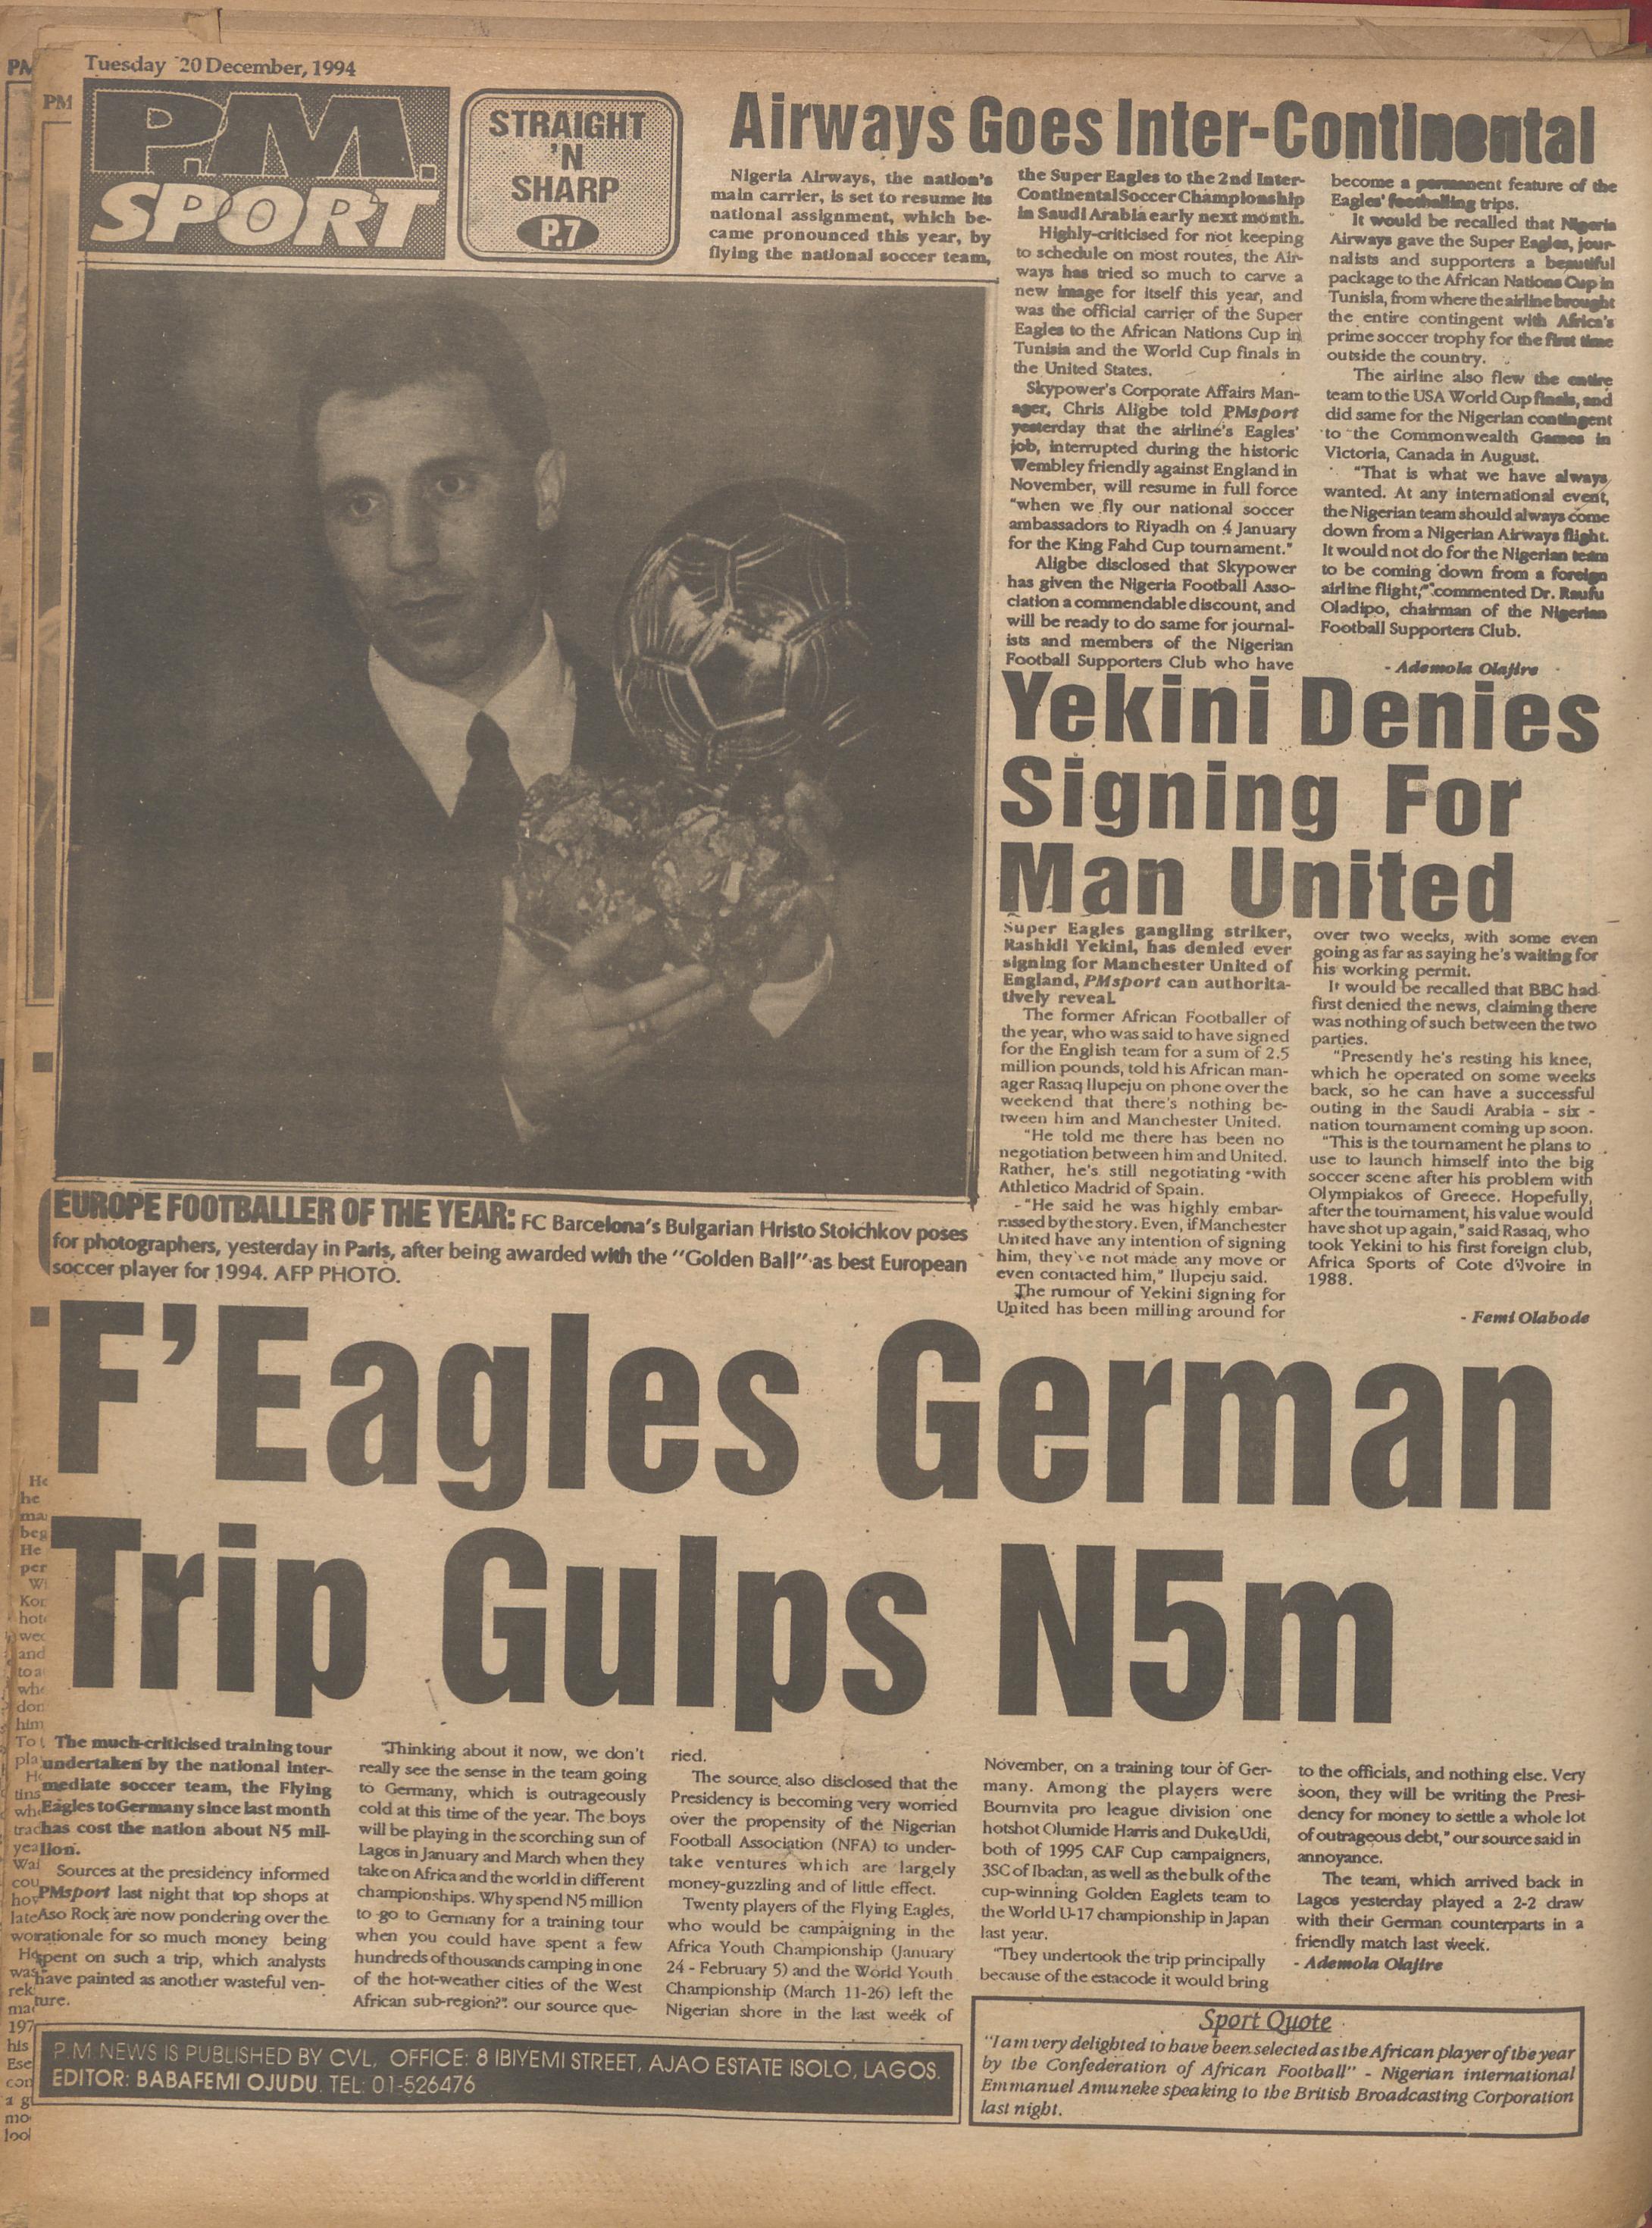 Tuesday 20 December, 1994
P.M.
SPORT
STRAIGHT
'N
SHARP
P.7
Airways Goes Inter-Continental
Nigeria Airways, the nation's
main carrier, is set to resume its
national assignment, which be-
came pronounced this year, by
flying the national soccer team,
the Super Eagles to the 2nd Inter-
Continental Soccer Championship
in Saudi Arabia early next month.
Highly-criticised for not keeping
to schedule on most routes, the Air-
ways has tried so much to carve a
new image for itself this year, and
was the official carrier of the Super
Eagles to the African Nations Cup in
Tunisia and the World Cup finals in
the United States.
Skypower's Corporate Affairs Man-
ager, Chris Aligbe told PMsport
yesterday that the airline's Eagles'
job, interrupted during the historic
Wembley friendly against England in
November, will resume in full force
"when we fly our national soccer
ambassadors to Riyadh on 4 January
for the King Fahd Cup tournament."
Aligbe disclosed that Skypower
has given the Nigeria Football Asso-
ciation a commendable discount, and
will be ready to do same for journal-
ists and members of the Nigerian
Football Supporters Club who have
become a permanent feature of the
Eagles' footballing trips.
It would be recalled that Nigeria
Airways gave the Super Eagles, jour-
nalists and supporters a beautiful
package to the African Nations Cup in
Tunisia, from where the airline brought
the entire contingent with Africa's
prime soccer trophy for the first time
outside the country.
The airline also flew the entire
team to the USA World Cup finals, and
did same for the Nigerian contingent
to the Commonwealth Games in
Victoria, Canada in August.
"That is what we have always
wanted. At any international event,
the Nigerian team should always come
down from a Nigerian Airways flight.
It would not do for the Nigerian team
to be coming down from a foreign
airline flight," commented Dr. Raufu
Oladipo, chairman of the Nigerian
Football Supporters Club.
- Ademola Olajire
Yekini Denies
Signing For
Man United
Super Eagles gangling striker,
Rashidi Yekini, has denied ever
signing for Manchester United of
England, PMsport can authorita-
tively reveal.
The former African Footballer of
the year, who was said to have signed
for the English team for a sum of 2.5
million pounds, told his African man-
ager Rasaq Ilupeju on phone over the
weekend that there's nothing be-
tween him and Manchester United.
"He told me there has been no
negotiation between him and United.
Rather, he's still negotiating with
Athletico Madrid of Spain.
"He said he was highly embar-
rassed by the story. Even, if Manchester
United have any intention of signing
him, they've not made any move or
even contacted him," Ilupeju said.
The rumour of Yekini signing for
United has been milling around for
over two weeks, with some even
going as far as saying he's waiting for
his working permit.
It would be recalled that BBC had
first denied the news, claiming there
was nothing of such between the two
parties.
"Presently he's resting his knee,
which he operated on some weeks
back, so he can have a successful
outing in the Saudi Arabia - six -
nation tournament coming up soon.
"This is the tournament he plans to
use to launch himself into the big
soccer scene after his problem with
Olympiakos of Greece. Hopefully,
after the tournament, his value would
have shot up again," said Rasaq, who
took Yekini to his first foreign club,
Africa Sports of Cote d'Ivoire in
1988.
- Femi Olabode
EUROPE FOOTBALLER OF THE YEAR: FC Barcelona's Bulgarian Hristo Stoichkov poses
for photographers, yesterday in Paris, after being awarded with the "Golden Ball" as best European
soccer player for 1994. AFP PHOTO.
F'Eagles German
Trip Gulps N5m
The much-criticised training tour
undertaken by the national inter-
mediate soccer team, the Flying
Eagles to Germany since last month
has cost the nation about N5 mil-
lion.
Sources at the presidency informed
PMsport last night that top shops at
Aso Rock are now pondering over the
rationale for so much money being
spent on such a trip, which analysts
have painted as another wasteful ven-
ture.
"Thinking about it now, we don't
really see the sense in the team going
to Germany, which is outrageously
cold at this time of the year. The boys
will be playing in the scorching sun of
Lagos in January and March when they
take on Africa and the world in different
championships. Why spend N5 million
to go to Germany for a training tour
when you could have spent a few
hundreds of thousands camping in one
of the hot-weather cities of the West
African sub-region?" our source que-
ried.
The source also disclosed that the
Presidency is becoming very worried
over the propensity of the Nigerian
Football Association (NFA) to under-
take ventures which are largely
money-guzzling and of little effect.
Twenty players of the Flying Eagles,
who would be campaigning in the
Africa Youth Championship (January
24 - February 5) and the World Youth
Championship (March 11-26) left the
Nigerian shore in the last week of
November, on a training tour of Ger-
many. Among the players were
Bournvita pro league division one
hotshot Olumide Harris and Duke Udi,
both of 1995 CAF Cup campaigners,
3SC of Ibadan, as well as the bulk of the
cup-winning Golden Eaglets team to
the World U-17 championship in Japan
last year.
"They undertook the trip principally
because of the estacode it would bring
to the officials, and nothing else. Very
soon, they will be writing the Presi-
dency for money to settle a whole lot
of outrageous debt," our source said in
annoyance.
The team, which arrived back in
Lagos yesterday played a 2-2 draw
with their German counterparts in a
friendly match last week.
- Ademola Olajire
P.M. NEWS IS PUBLISHED BY CVL, OFFICE: 8 IBIYEMI STREET, AJAO ESTATE ISOLO, LAGOS.
EDITOR: BABAFEMI OJUDU. TEL: 01-526476
Sport Quote
"I am very delighted to have been selected as the African player of the year
by the Confederation of African Football" - Nigerian international
Emmanuel Amuneke speaking to the British Broadcasting Corporation
last night.